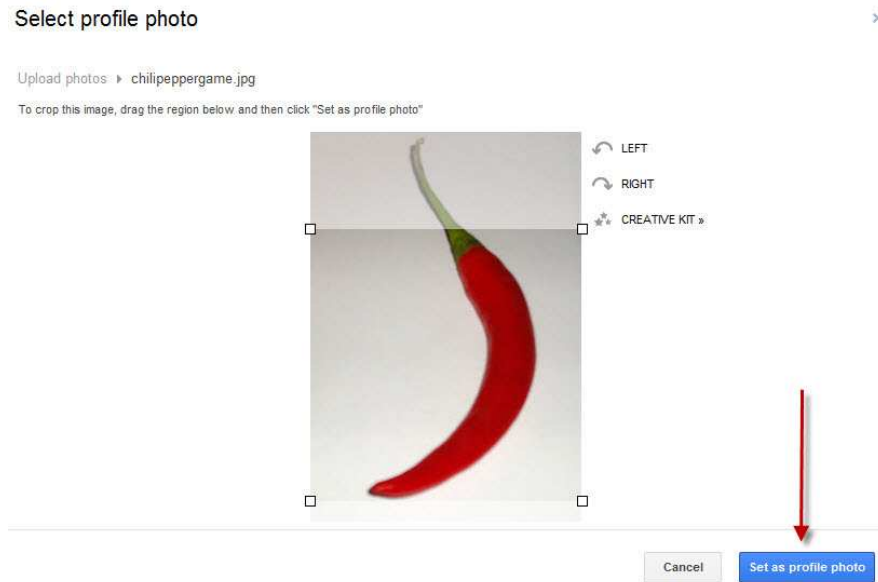 Select profile photo
Upload photos ▸ chilipeppergame.jpg
To crop this image, drag the region below and then click "Set as profile photo"
LEFT
RIGHT
CREATIVE KIT »
Cancel
Set as profile photo